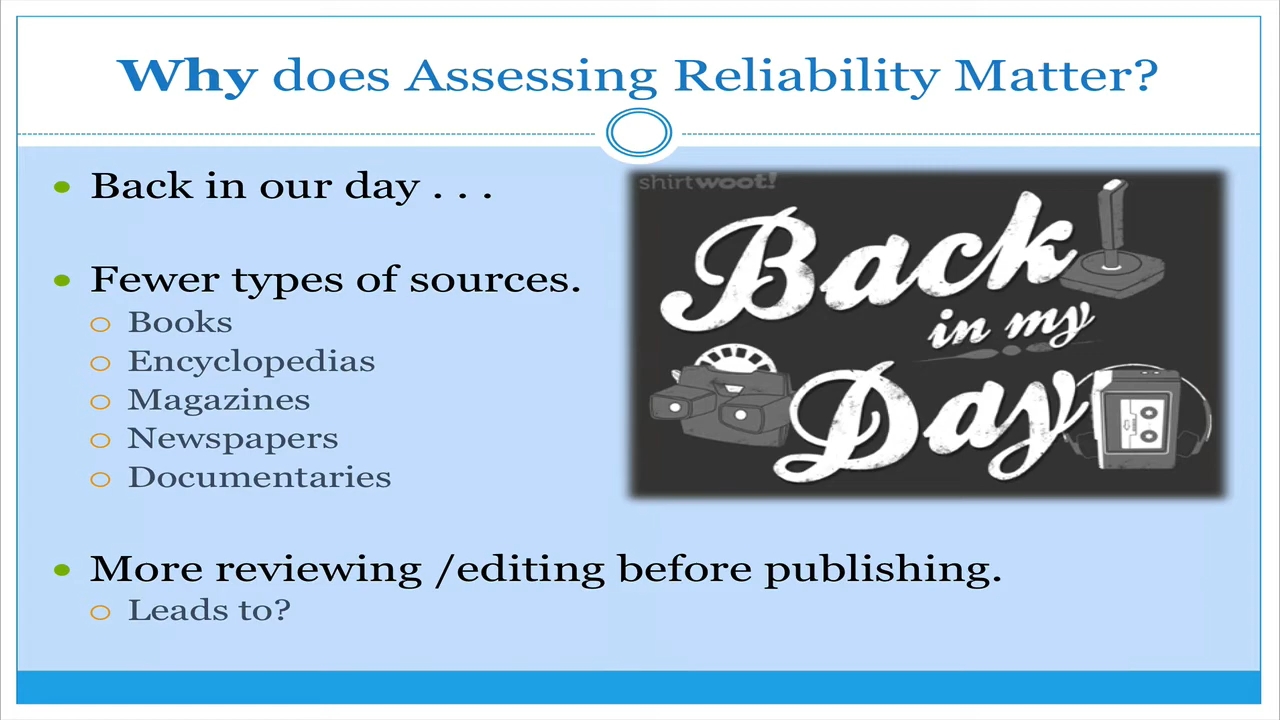 Why does Assessing Reliability Matter?
Back in our day . . .
Fewer types of sources.
Books
Encyclopedias
Magazines
Newspapers
Documentaries
shirtwoot!
Back
in my
Day
More reviewing /editing before publishing.
Leads to?